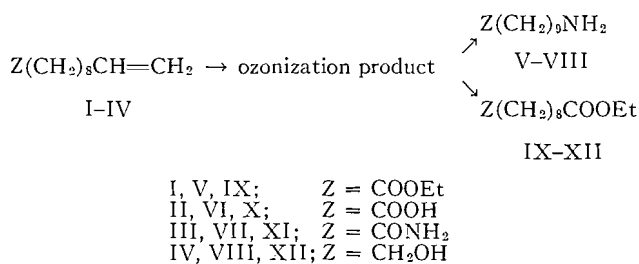 Z(CH₂)₉NH₂
↗
Z(CH₂)₈CH=CH₂ → ozonization product
V–VIII
↘
I–IV
Z(CH₂)₈COOEt
IX–XII
I, V, IX; Z = COOEt
II, VI, X; Z = COOH
III, VII, XI; Z = CONH₂
IV, VIII, XII; Z = CH₂OH